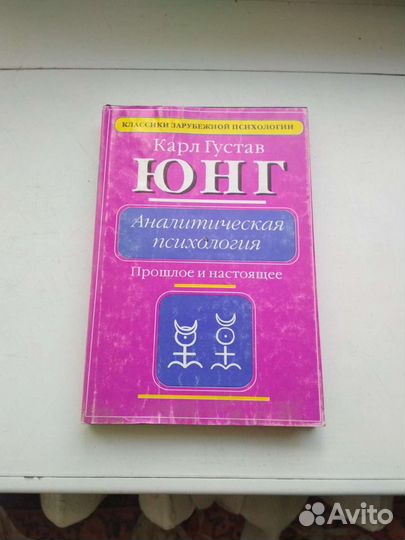 КЛАССИКИ ЗАРУБЕЖНОЙ ПСИХОЛОГИИ
Карл Густав
ЮНГ
Аналитическая
психология
Прошлое и настоящее
Avito